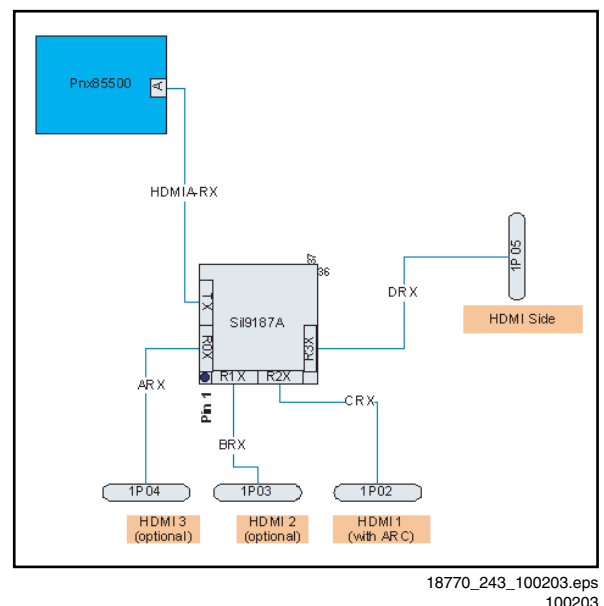 Pnx85500
A
HDMIA-RX
37
36
1P05
DRX
HDMI Side
TX
SiI9187A
R0X
R3X
R1X
R2X
ARX
Pin 1
CRX
BRX
1P04
1P03
1P02
HDMI 3
(optional)
HDMI 2
(optional)
HDMI 1
(with ARC)
18770_243_100203.eps
100203